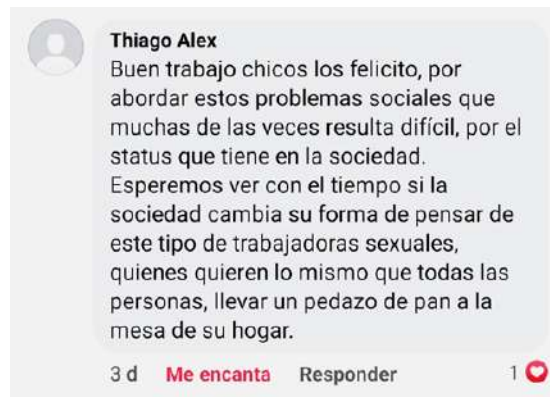 Thiago Alex
Buen trabajo chicos los felicito, por
abordar estos problemas sociales que
muchas de las veces resulta difícil, por el
status que tiene en la sociedad.
Esperemos ver con el tiempo si la
sociedad cambia su forma de pensar de
este tipo de trabajadoras sexuales,
quienes quieren lo mismo que todas las
personas, llevar un pedazo de pan a la
mesa de su hogar.
3 d Me encanta Responder 1